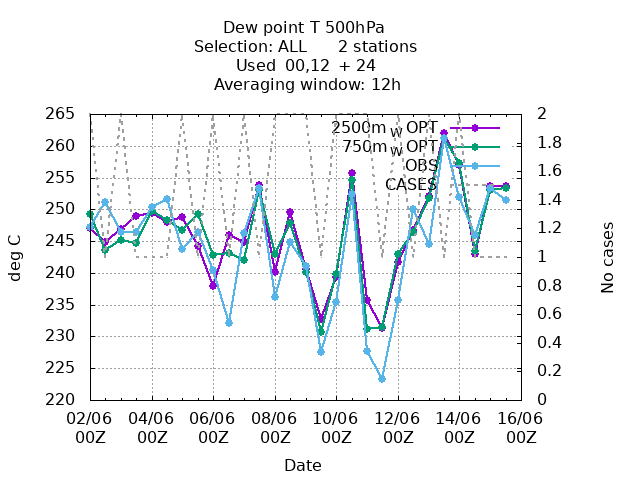 Dew point T 500hPa
Selection: ALL 2 stations
Used 00,12 + 24
Averaging window: 12h
265 260 255 250 245 240 235 230 225 220
deg C
2 1.8 1.6 1.4 1.2 1 0.8 0.6 0.4 0.2 0
No cases
2500m W OPT
750m W OPT
OBS
CASES
02/06 04/06 06/06 08/06 10/06 12/06 14/06 16/06
00Z 00Z 00Z 00Z 00Z 00Z 00Z 00Z
Date